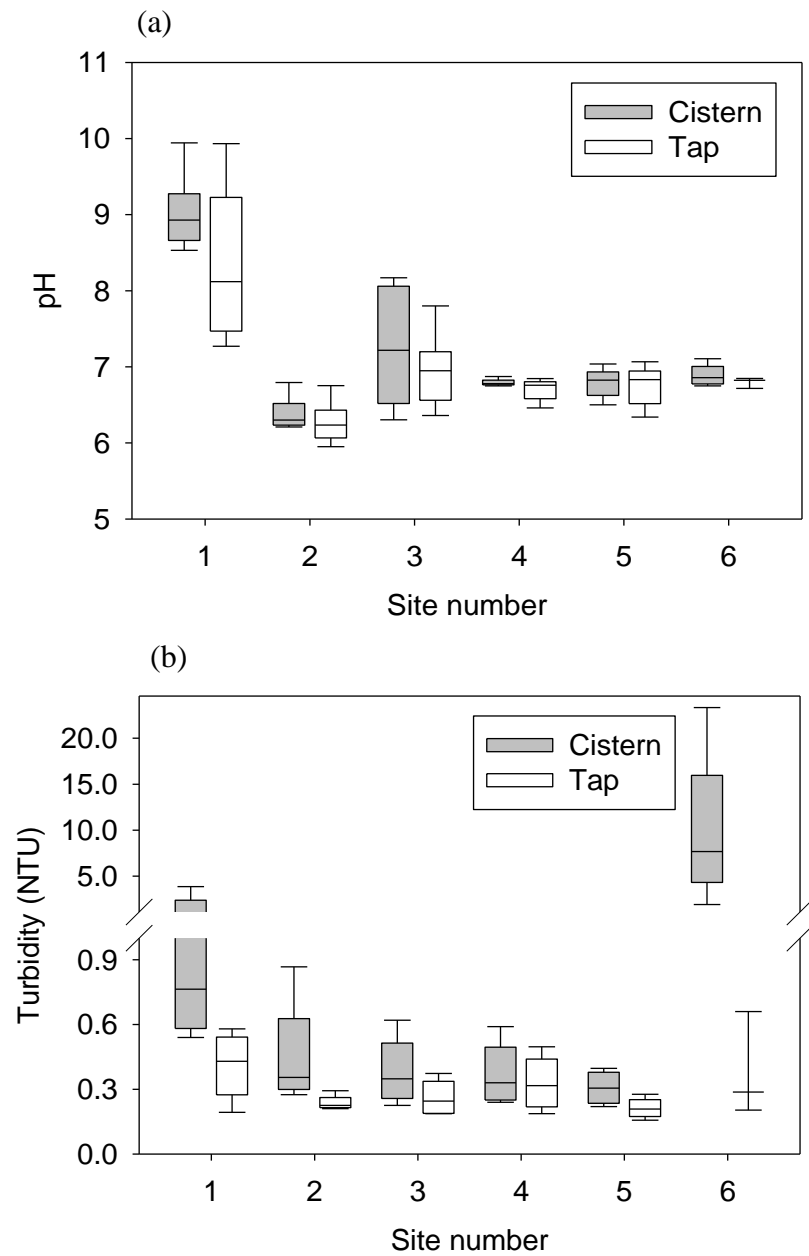 (a)
11
10
9
8
7
6
5
pH
Cistern
Tap
1 2 3 4 5 6
Site number
(b)
20.0
15.0
10.0
5.0
0.9
0.6
0.3
0.0
Turbidity (NTU)
Cistern
Tap
1 2 3 4 5 6
Site number